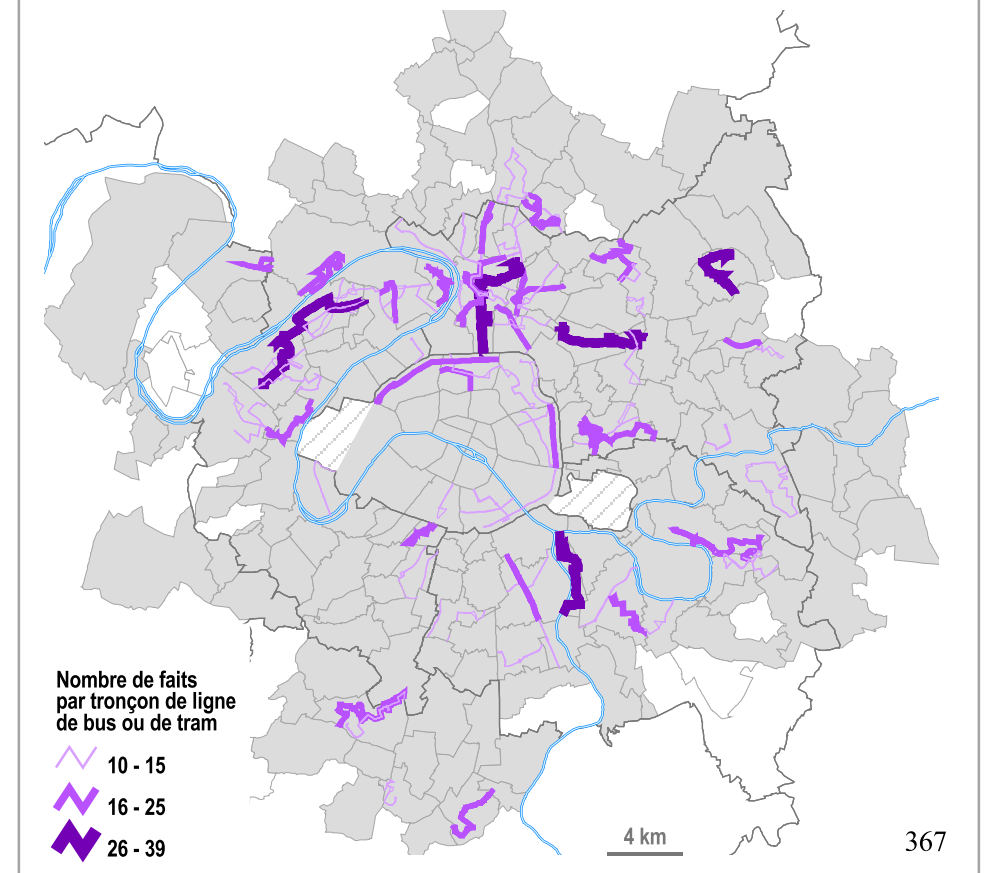 Nombre de faits
par tronçon de ligne
de bus ou de tram
10 - 15
16 - 25
26 - 39
4 km
367